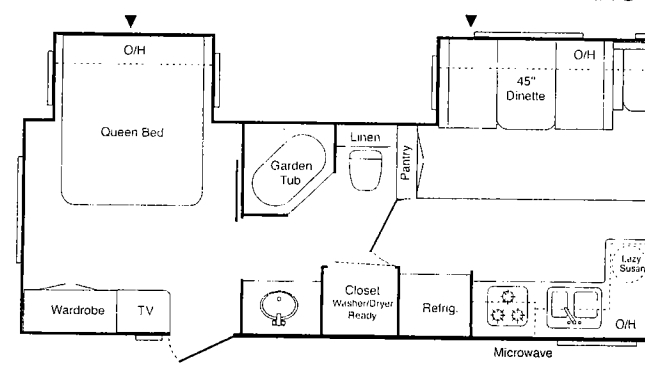 O/H
O/H
45"
Dinette
Queen Bed
Linen
Garden
Tub
Pantry
Lazy
Susan
Closet
Washer/Dryer
Ready
Wardrobe
TV
Refrig.
O/H
Microwave